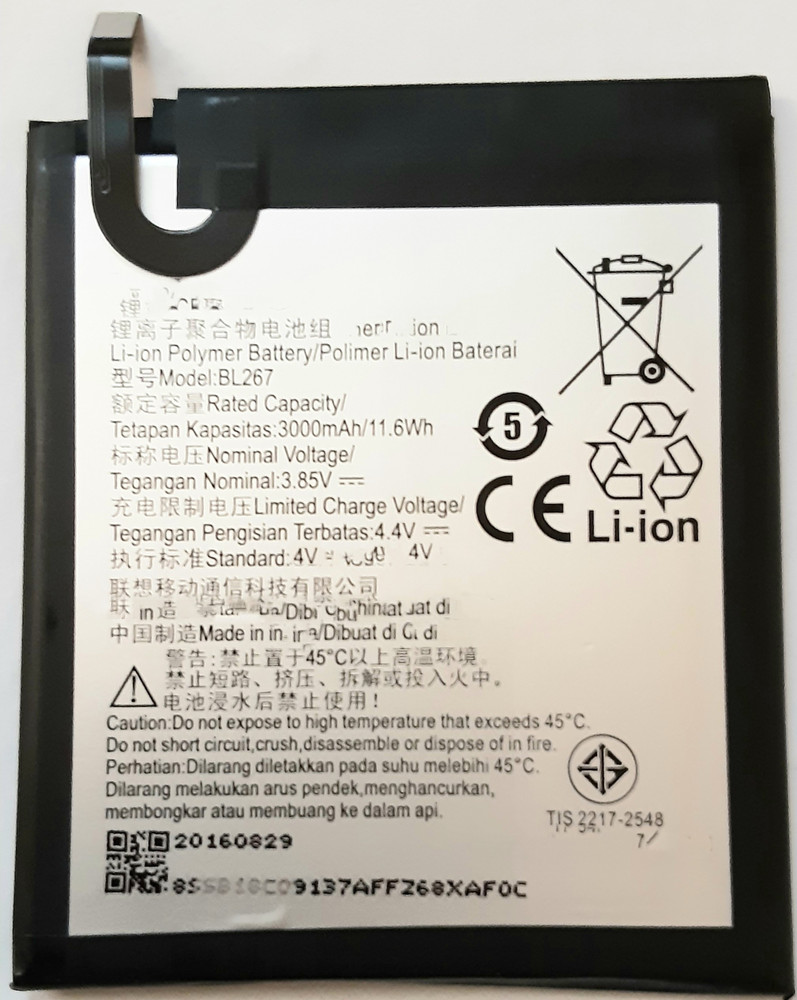 锂
锂离子聚合物电池组
Li-ion Polymer Battery/Polimer Li-ion Baterai
型号Model:BL267
额定容量Rated Capacity/
Tetapan Kapasitas:3000mAh/11.6Wh
标称电压Nominal Voltage/
Tegangan Nominal:3.85V
充电限制电压Limited Charge Voltage/
Tegangan Pengisian Terbatas:4.4V
执行标准Standard:4V 4V
联想移动通信科技有限公司
中国制造Made in
警告:禁止置于45°C以上高温环境
禁止短路、挤压、拆解或投入火中。
电池浸水后禁止使用！
Caution:Do not expose to high temperature that exceeds 45°C.
Do not short circuit,crush,disassemble or dispose of in fire.
Perhatian:Dilarang diletakkan pada suhu melebihi 45°C.
Dilarang melakukan arus pendek,menghancurkan,
membongkar atau membuang ke dalam api.
20160829
9137AFFZ68XAF0C
5
CE
Li-ion
TIS 2217-2548